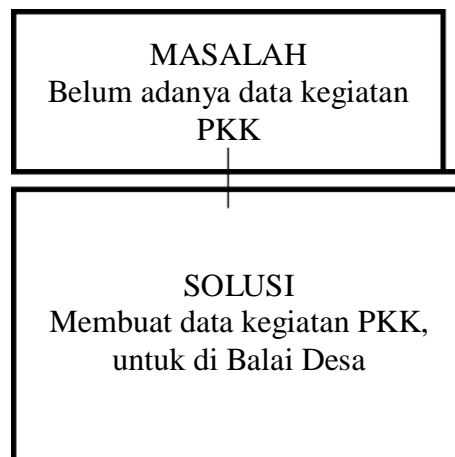 MASALAH
Belum adanya data kegiatan
PKK
SOLUSI
Membuat data kegiatan PKK,
untuk di Balai Desa